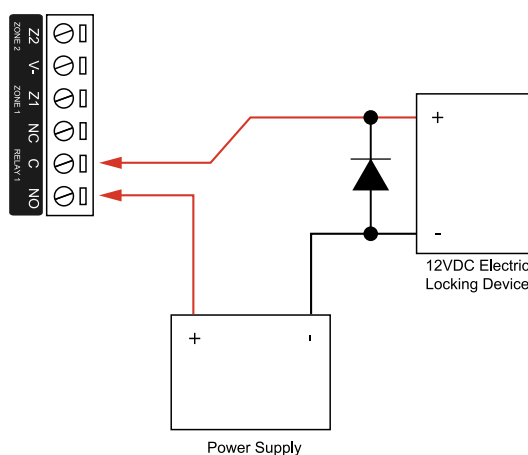 Z2
V-
Z1
NC
C
NO
ZONE 2
ZONE 1
RELAY 1
+
-
12VDC Electric
Locking Device
+
-
Power Supply